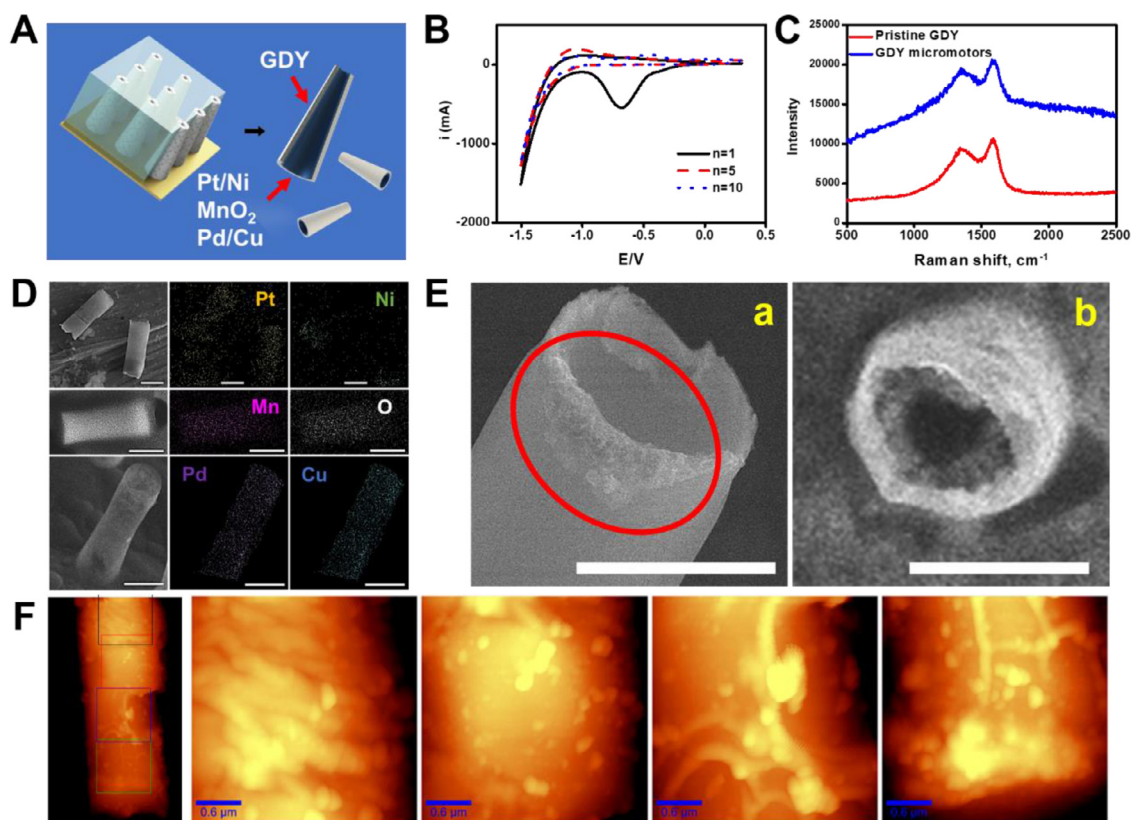 A
GDY
Pt/Ni
MnO2
Pd/Cu
B
i (mA)
0
-1000
-2000
n=1
n=5
n=10
-1.5
-1.0
-0.5
0.0
0.5
E/V
C
Intensity
25000
20000
15000
10000
5000
0
Pristine GDY
GDY micromotors
500
1000
1500
2000
2500
Raman shift, cm-1
D
Pt
Ni
Mn
O
Pd
Cu
E
a
b
F
0.6 µm
0.6 µm
0.6 µm
0.6 µm